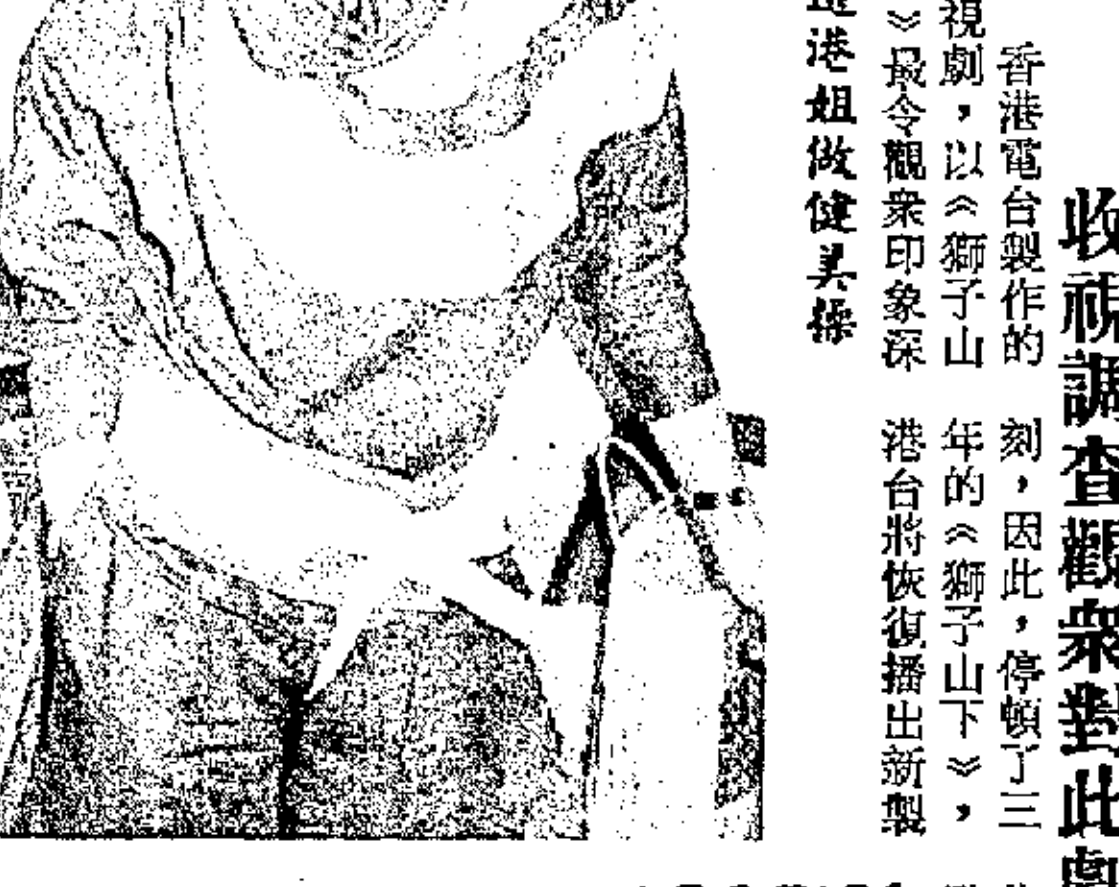 收視調查觀眾對此劇
香港電台製作的
視劇，以《獅子山
》最令觀眾印象深
刻，因此，停頓了三
年的《獅子山下》，
港台將恢復播出新製
港姐做健美操